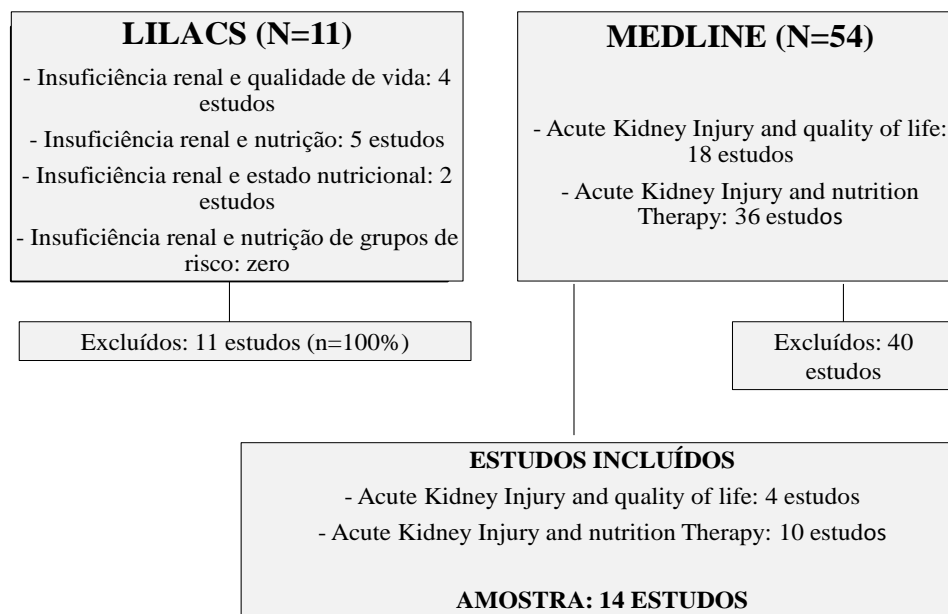 LILACS (N=11)
- Insuficiência renal e qualidade de vida: 4
estudos
- Insuficiência renal e nutrição: 5 estudos
- Insuficiência renal e estado nutricional: 2
estudos
- Insuficiência renal e nutrição de grupos de
risco: zero
MEDLINE (N=54)
- Acute Kidney Injury and quality of life:
18 estudos
- Acute Kidney Injury and nutrition
Therapy: 36 estudos
Excluídos: 11 estudos (n=100%)
Excluídos: 40
estudos
ESTUDOS INCLUÍDOS
- Acute Kidney Injury and quality of life: 4 estudos
- Acute Kidney Injury and nutrition Therapy: 10 estudos
AMOSTRA: 14 ESTUDOS